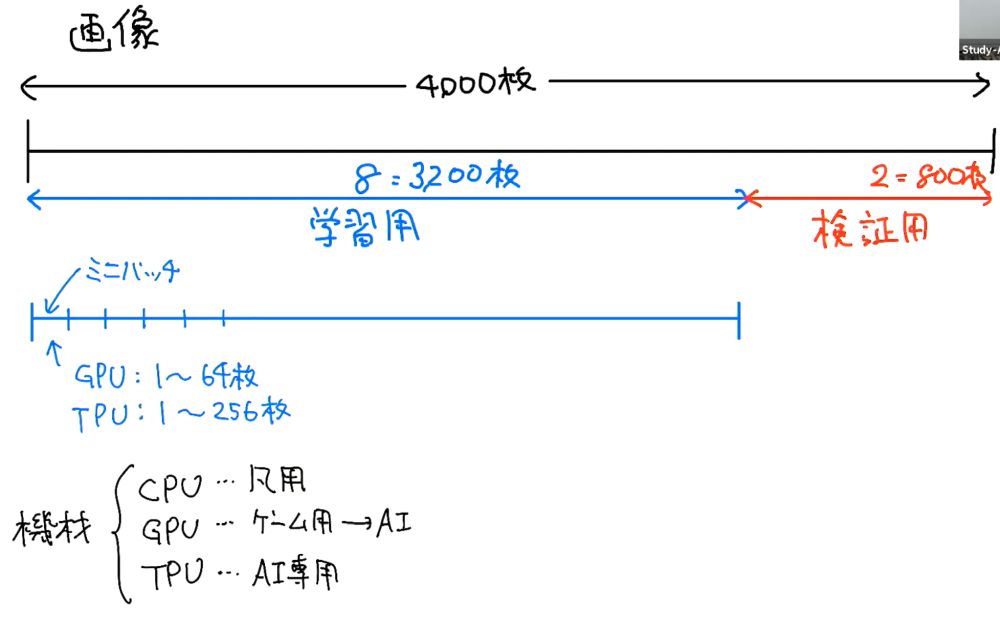 画像
4,000枚
8=3,200枚
2=800枚
学習用
検証用
ミニバッチ
GPU:1~64枚
TPU:1~256枚
機材
CPU…凡用
GPU…ゲーム用→AI
TPU…AI専用
Study-A